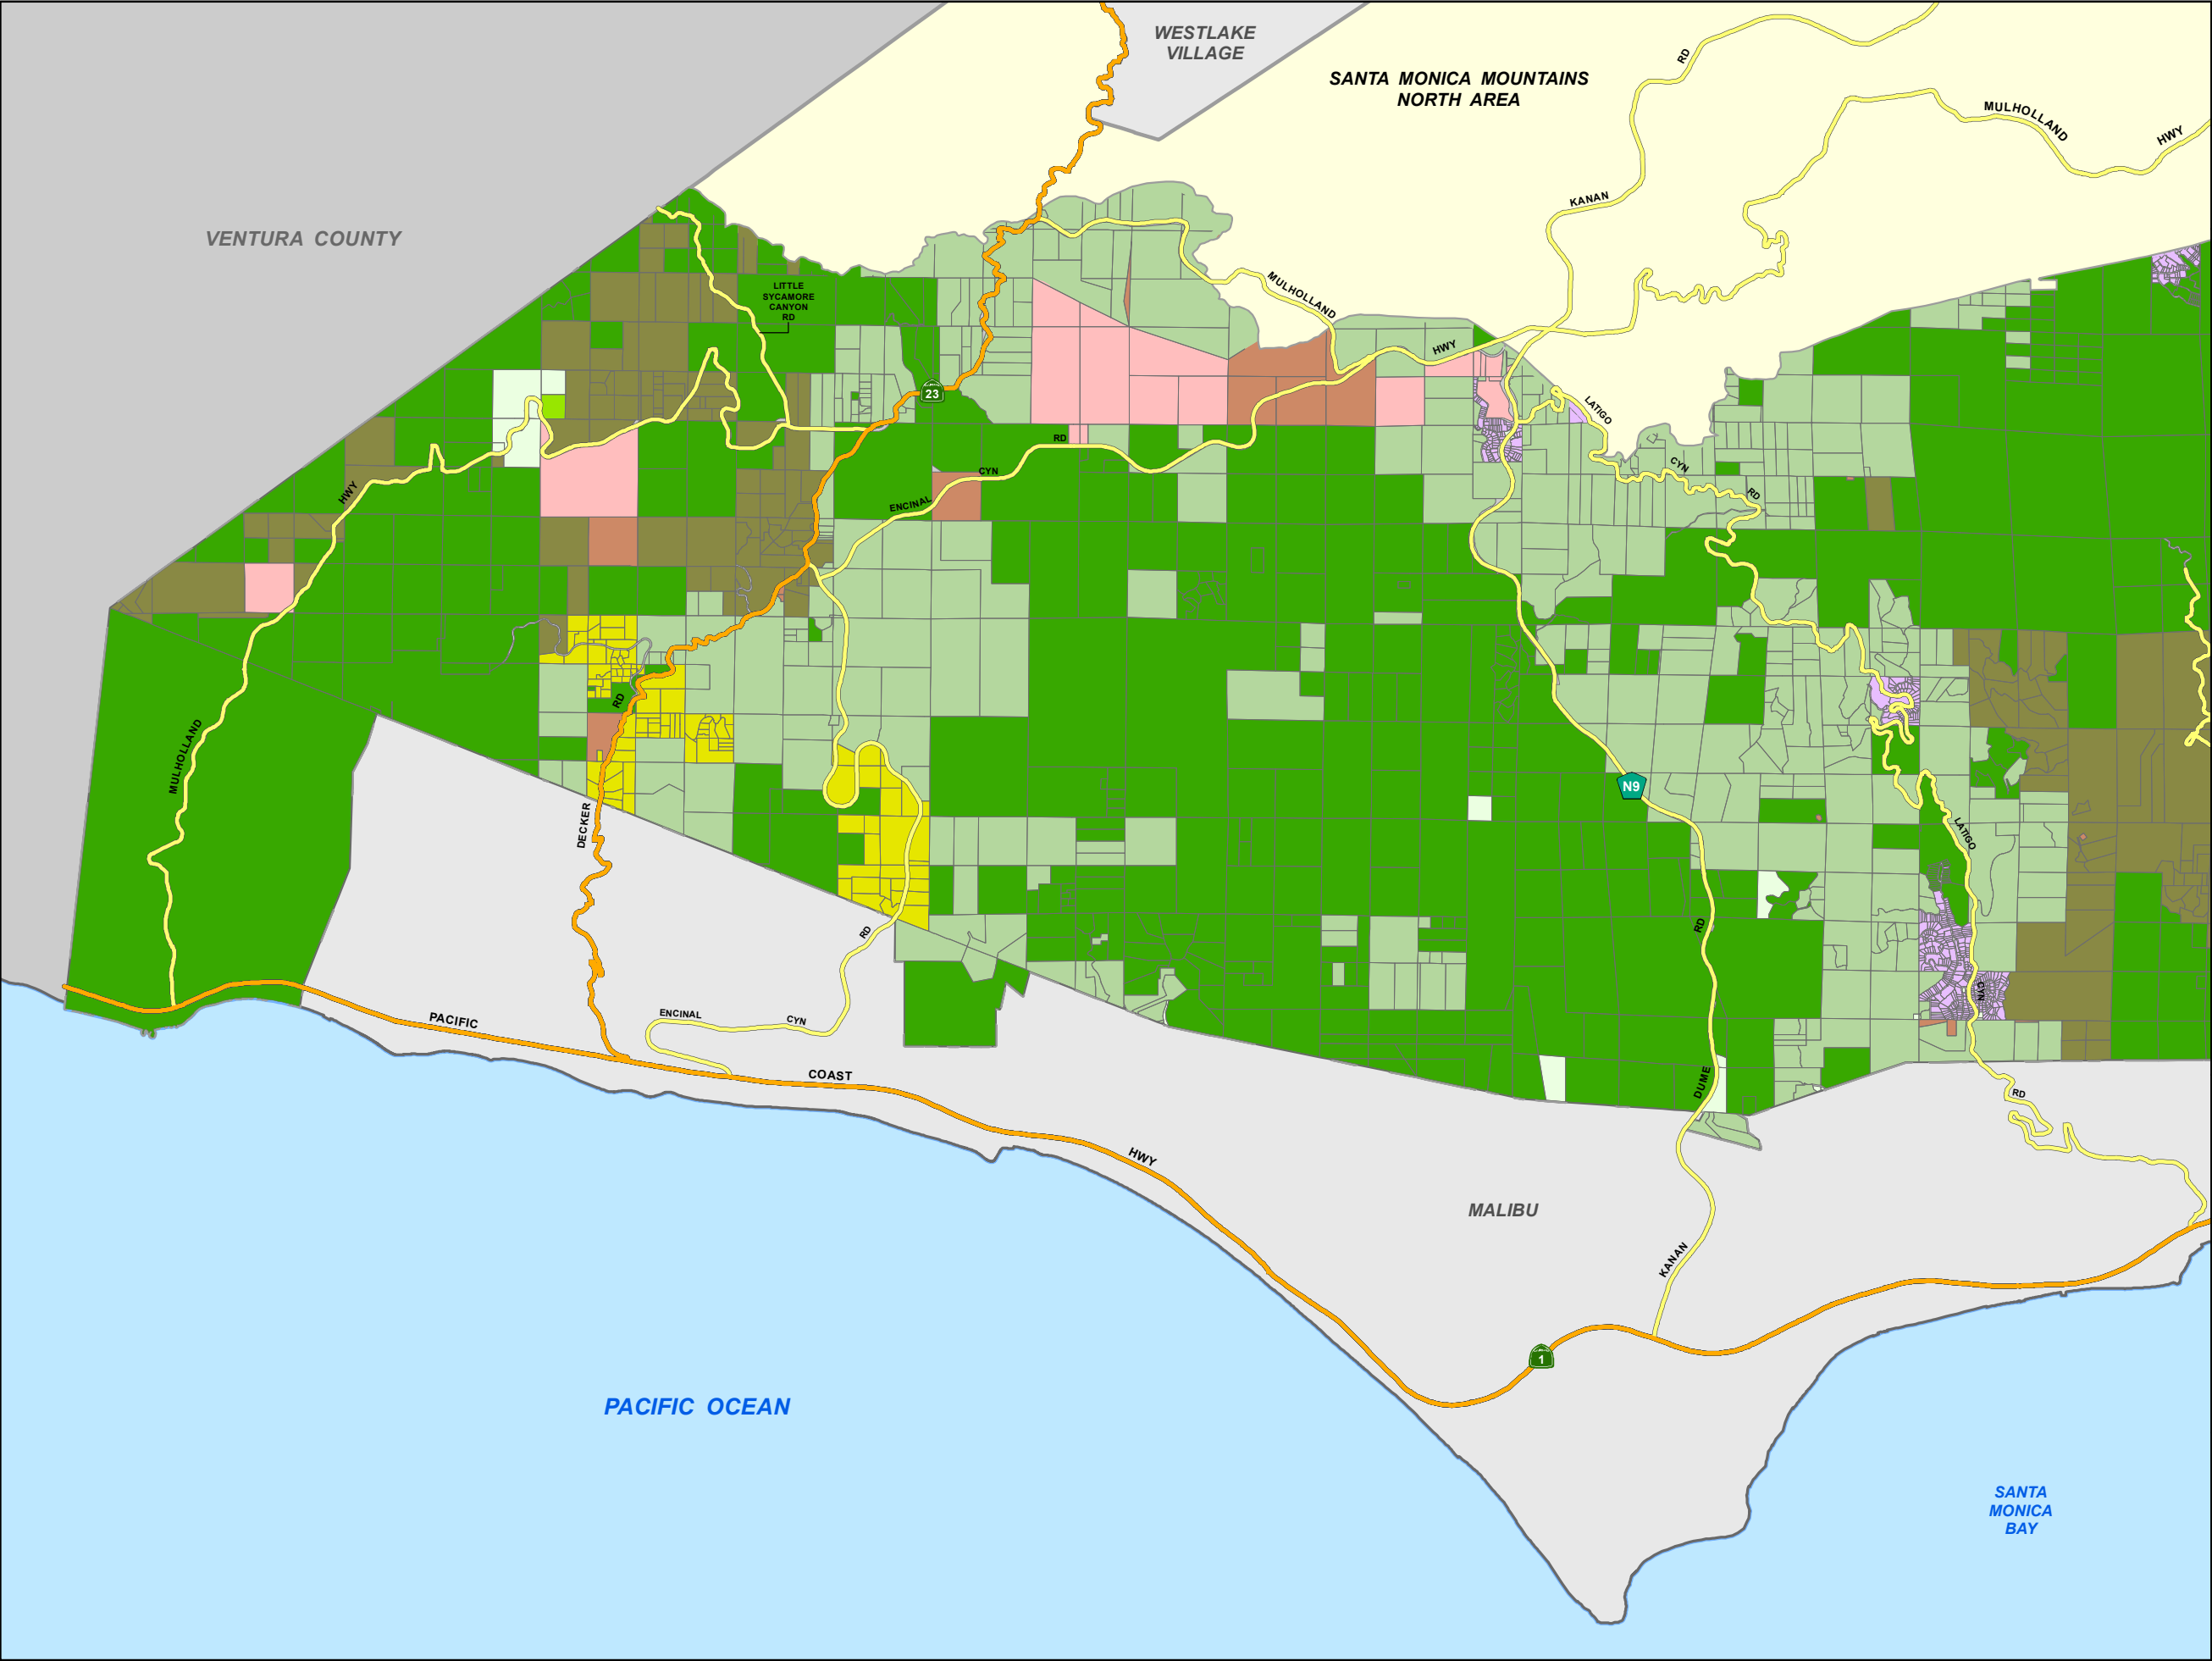 WESTLAKE
VILLAGE
SANTA MONICA MOUNTAINS
NORTH AREA
RD
MULHOLLAND
HWY
KANAN
VENTURA COUNTY
LITTLE
SYCAMORE
CANYON
RD
MULHOLLAND
HWY
23
LATIGO
RD
CYN
CYN
RD
HWY
ENCINAL
RD
MULHOLLAND
N9
DECKER
LATIGO
RD
RD
CYN
ENCINAL
CYN
PACIFIC
COAST
DUME
RD
HWY
MALIBU
KANAN
1
PACIFIC OCEAN
SANTA
MONICA
BAY